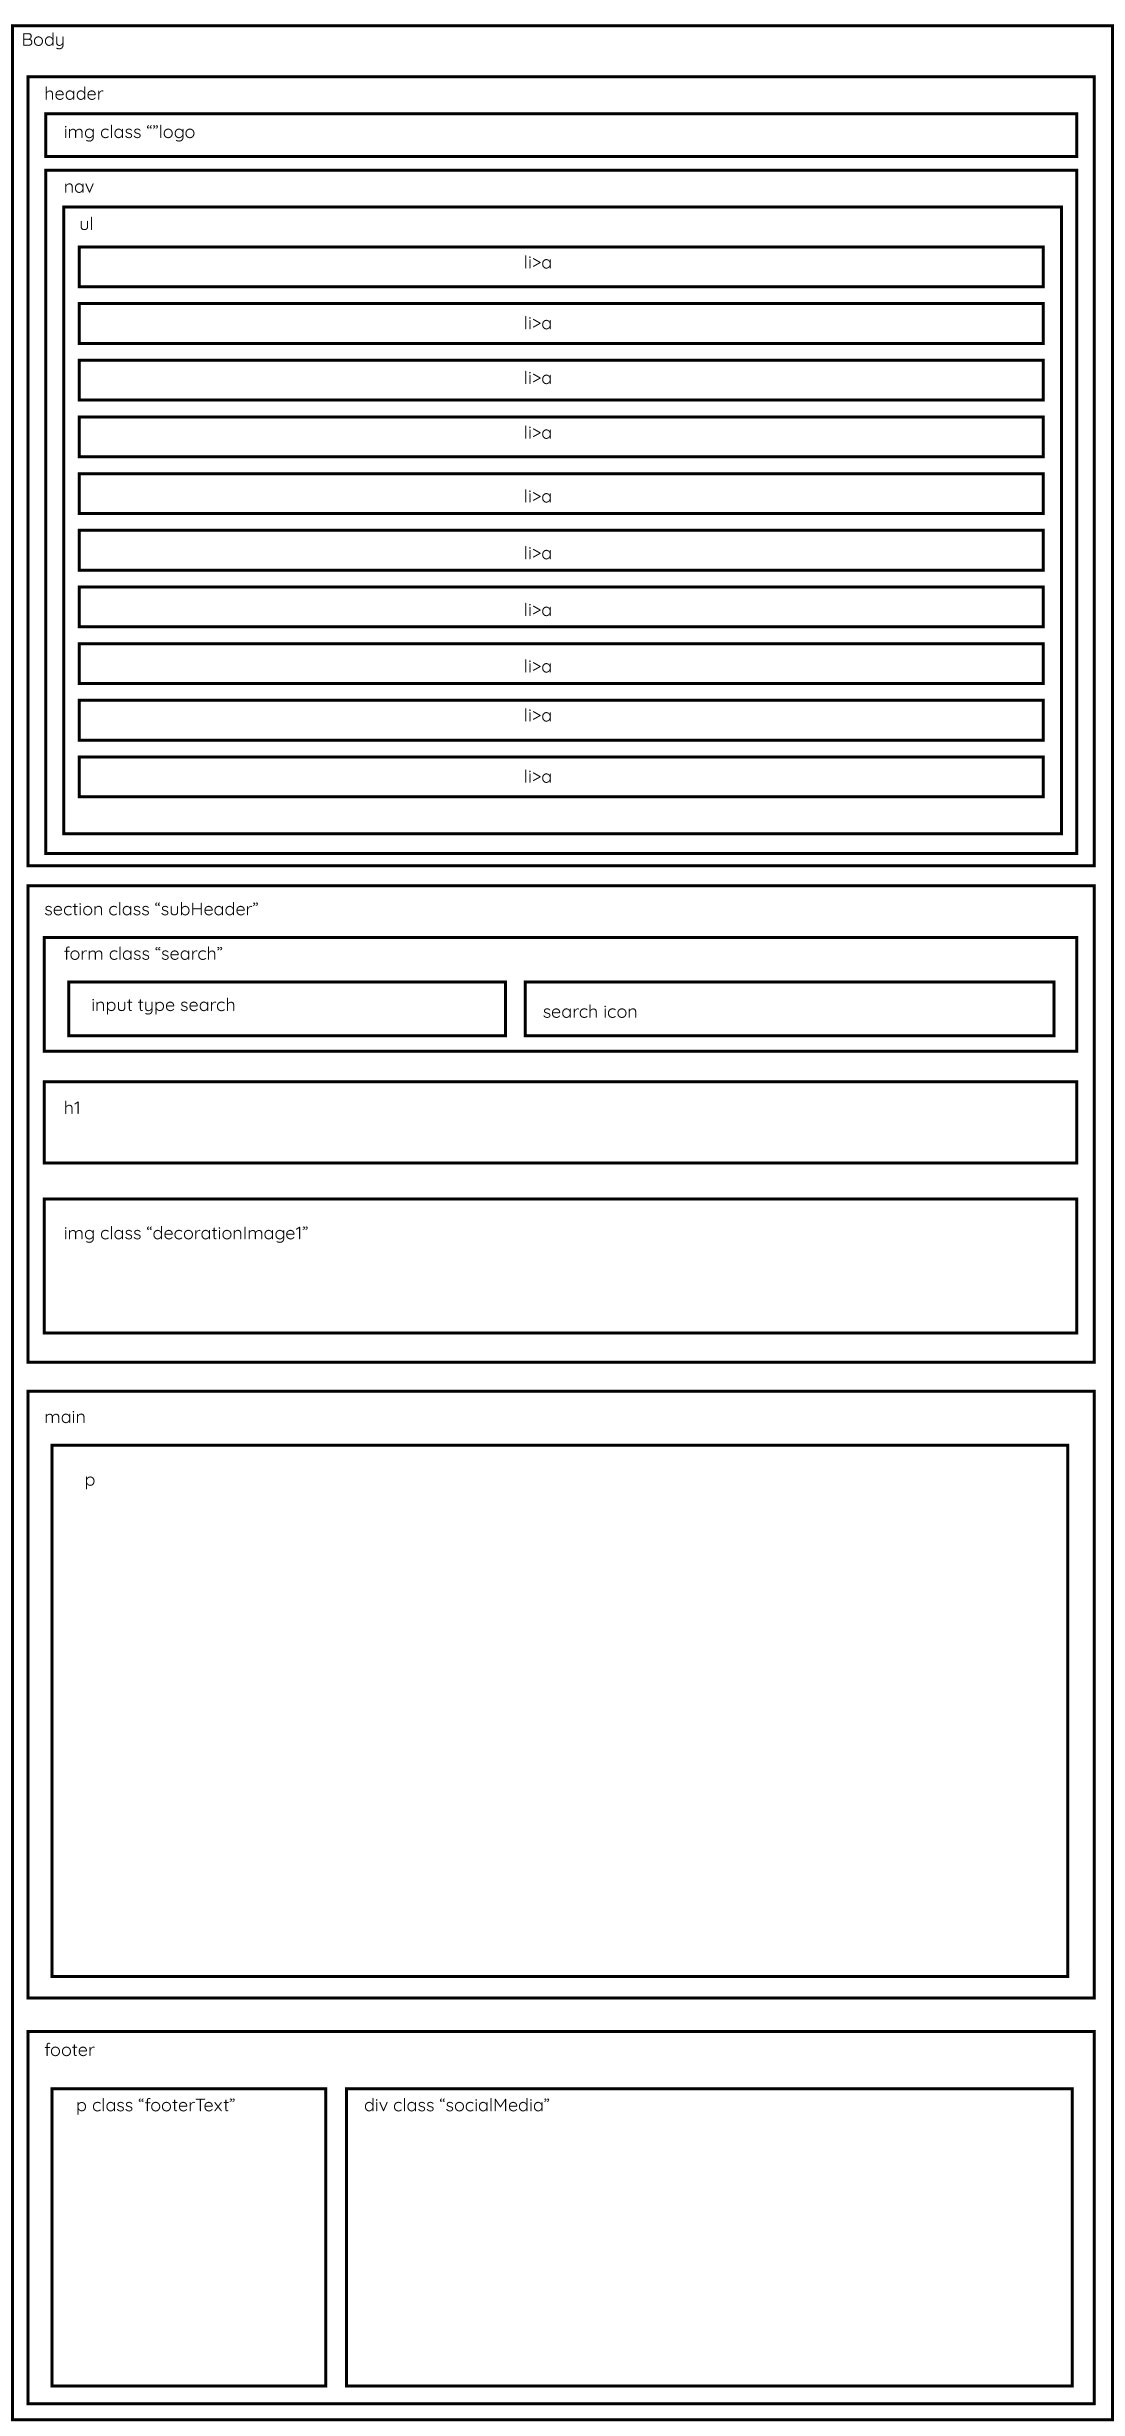 Body
header
img class “”logo
nav
ul
li>a
li>a
li>a
li>a
li>a
li>a
li>a
li>a
li>a
li>a
section class “subHeader”
form class “search”
input type search
search icon
h1
img class “decorationImage1”
main
p
footer
p class “footerText”
div class “socialMedia”